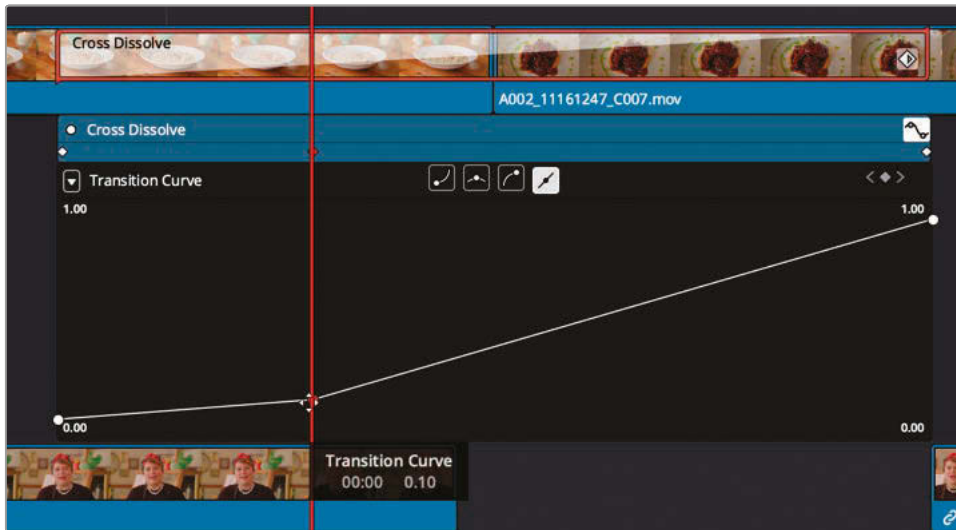 Cross Dissolve
A002_11161247_C007.mov
Cross Dissolve
Transition Curve
1.00 1.00
0.00 0.00
Transition Curve
00:00 0.10